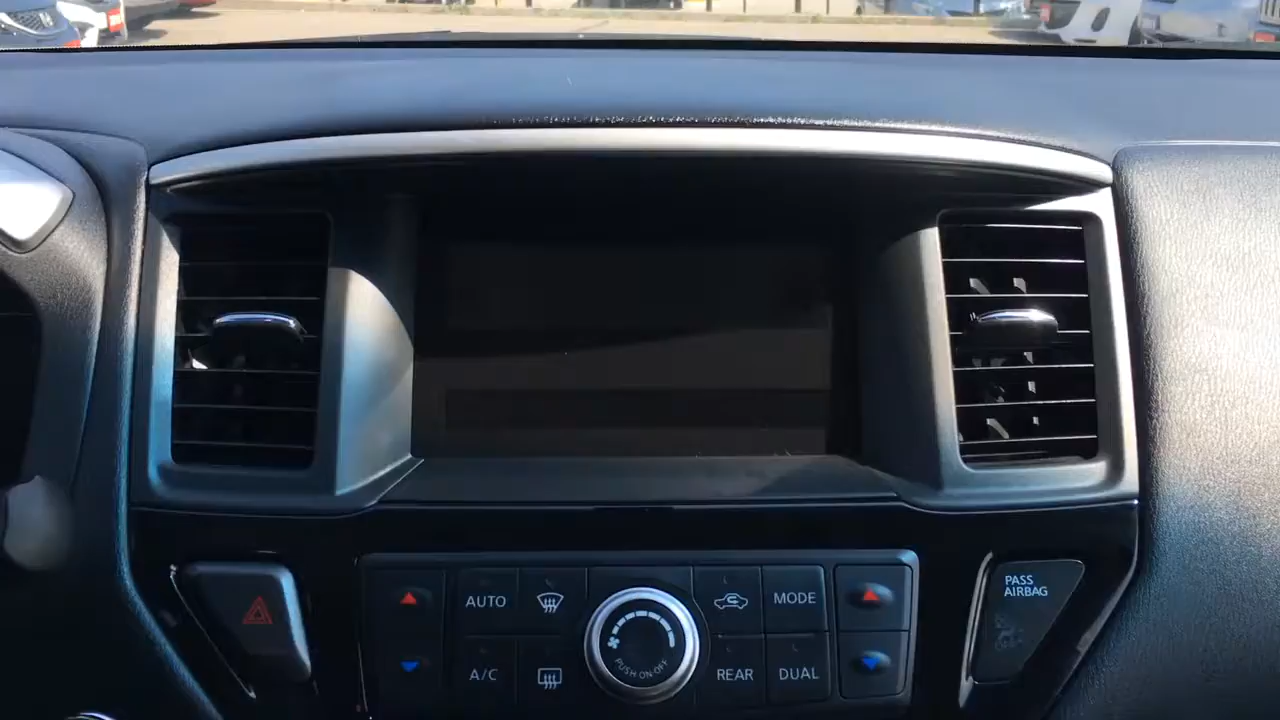 AUTO
MODE
PASS
AIRBAG
A/C
PUSH ON·OFF
REAR
DUAL